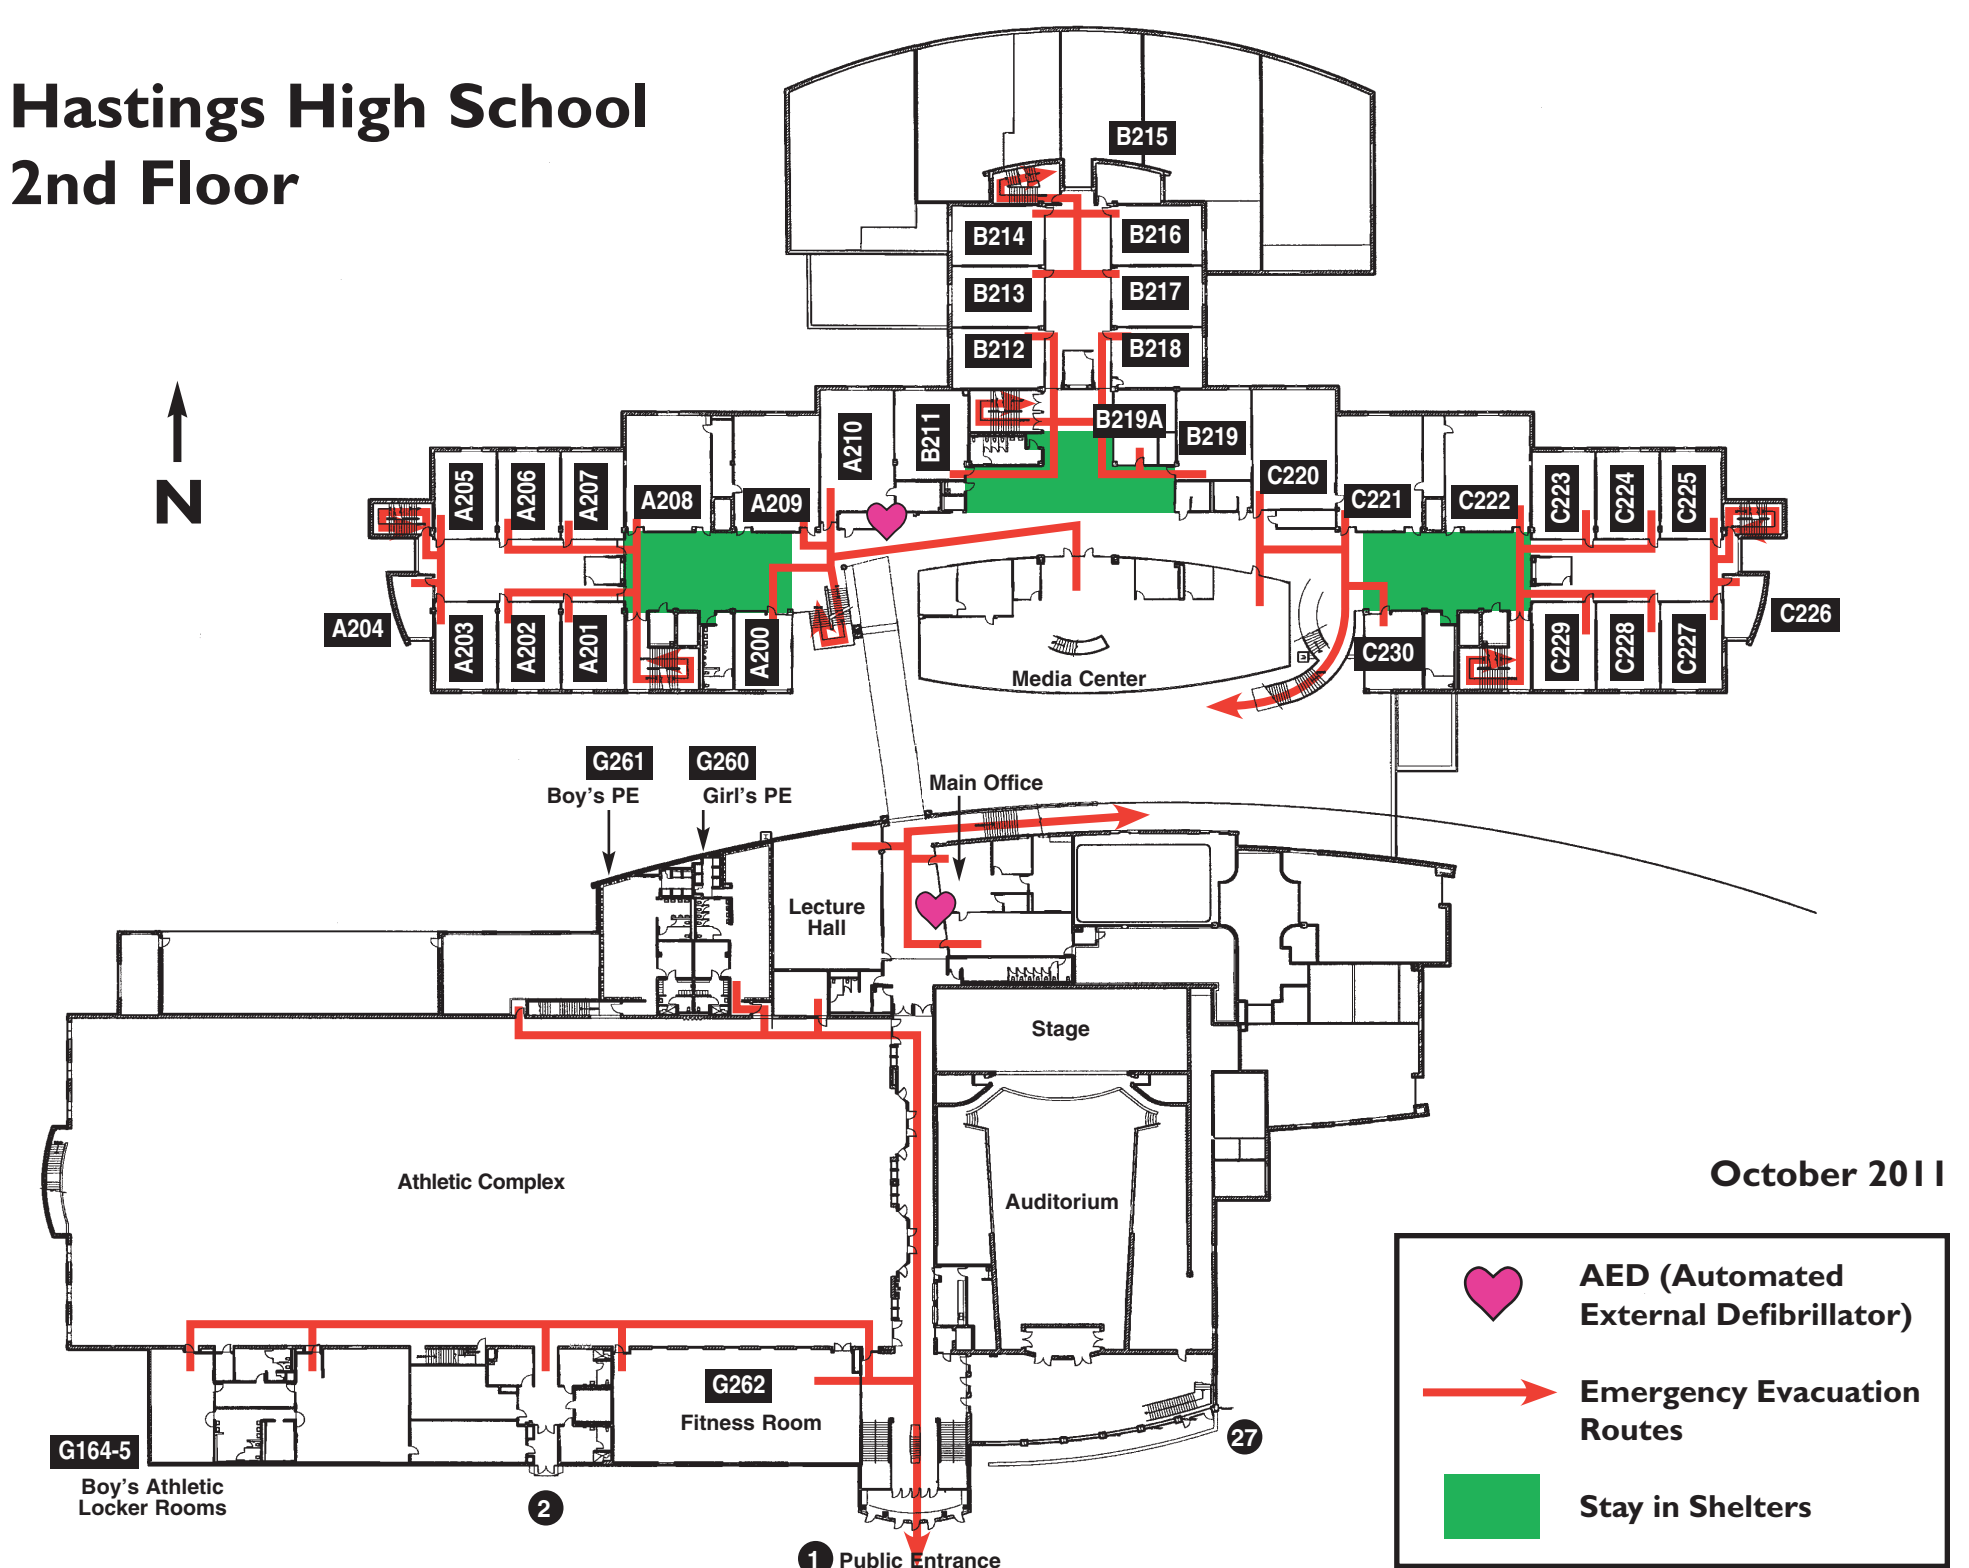 Hastings High School
2nd Floor
B215
B214
B216
B213
B217
B212
B218
A210
B211
B219A
B219
C220
A205
A206
A207
A208
A209
C221
C222
C223
C224
C225
N
A204
A203
A202
A201
A200
Media Center
C230
C229
C228
C227
C226
G261
Boy's PE
G260
Girl's PE
Main Office
Lecture
Hall
Stage
Athletic Complex
Auditorium
G262
Fitness Room
G164-5
Boy's Athletic
Locker Rooms
2
27
1 Public Entrance
October 2011
AED (Automated
External Defibrillator)
Emergency Evacuation
Routes
Stay in Shelters